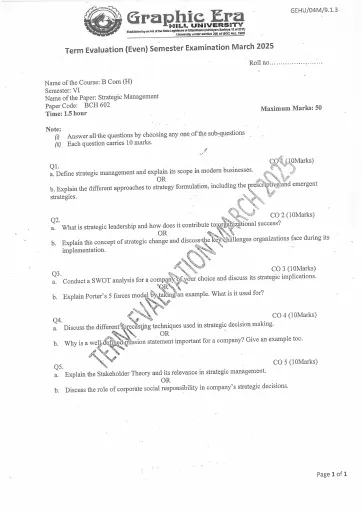 GEHU/04M/9.1.3
Graphic Era
HILL UNIVERSITY
Term Evaluation (Even) Semester Examination March 2025
Roll no........................
Name of the Course: B Com (H)
Semester: VI
Name of the Paper: Strategic Management
Paper Code: BCH 602
Time: 1.5 hour
Maximum Marks: 50
Note:
(i) Answer all the questions by choosing any one of the sub-questions
(ii) Each question carries 10 marks.
Q1.
CO 1 (10Marks)
a. Define strategic management and explain its scope in modern businesses.
OR
b. Explain the different approaches to strategy formulation, including the prescriptive and emergent
strategies.
Q2.
CO 2 (10Marks)
a. What is strategic leadership and how does it contribute to organizational success?
OR
b. Explain the concept of strategic change and discuss the key challenges organizations face during its
implementation.
Q3.
CO 3 (10Marks)
a. Conduct a SWOT analysis for a company of your choice and discuss its strategic implications.
OR
b. Explain Porter's 5 forces model by taking an example. What is it used for?
Q4.
CO 4 (10Marks)
a. Discuss the different forecasting techniques used in strategic decision making.
OR
b. Why is a well defined mission statement important for a company? Give an example too.
Q5.
CO 5 (10Marks)
a. Explain the Stakeholder Theory and its relevance in strategic management.
OR
b. Discuss the role of corporate social responsibility in company's strategic decisions.
TERM EVALUATION MARCH 2025
Page 1 of 1